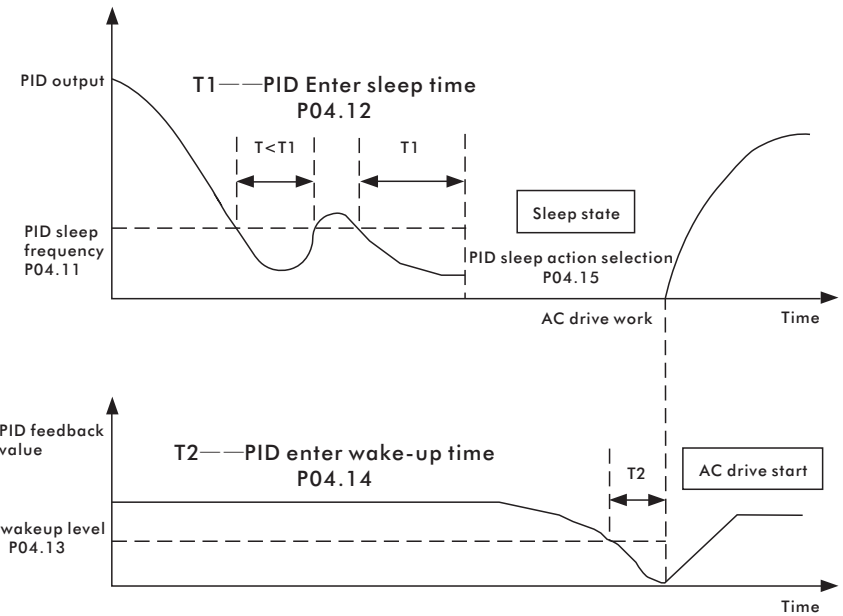 PID output
T1——PID Enter sleep time
P04.12
T<T1
T1
Sleep state
PID sleep
frequency
P04.11
PID sleep action selection
P04.15
AC drive work
Time
PID feedback
value
T2——PID enter wake-up time
P04.14
T2
AC drive start
wakeup level
P04.13
Time